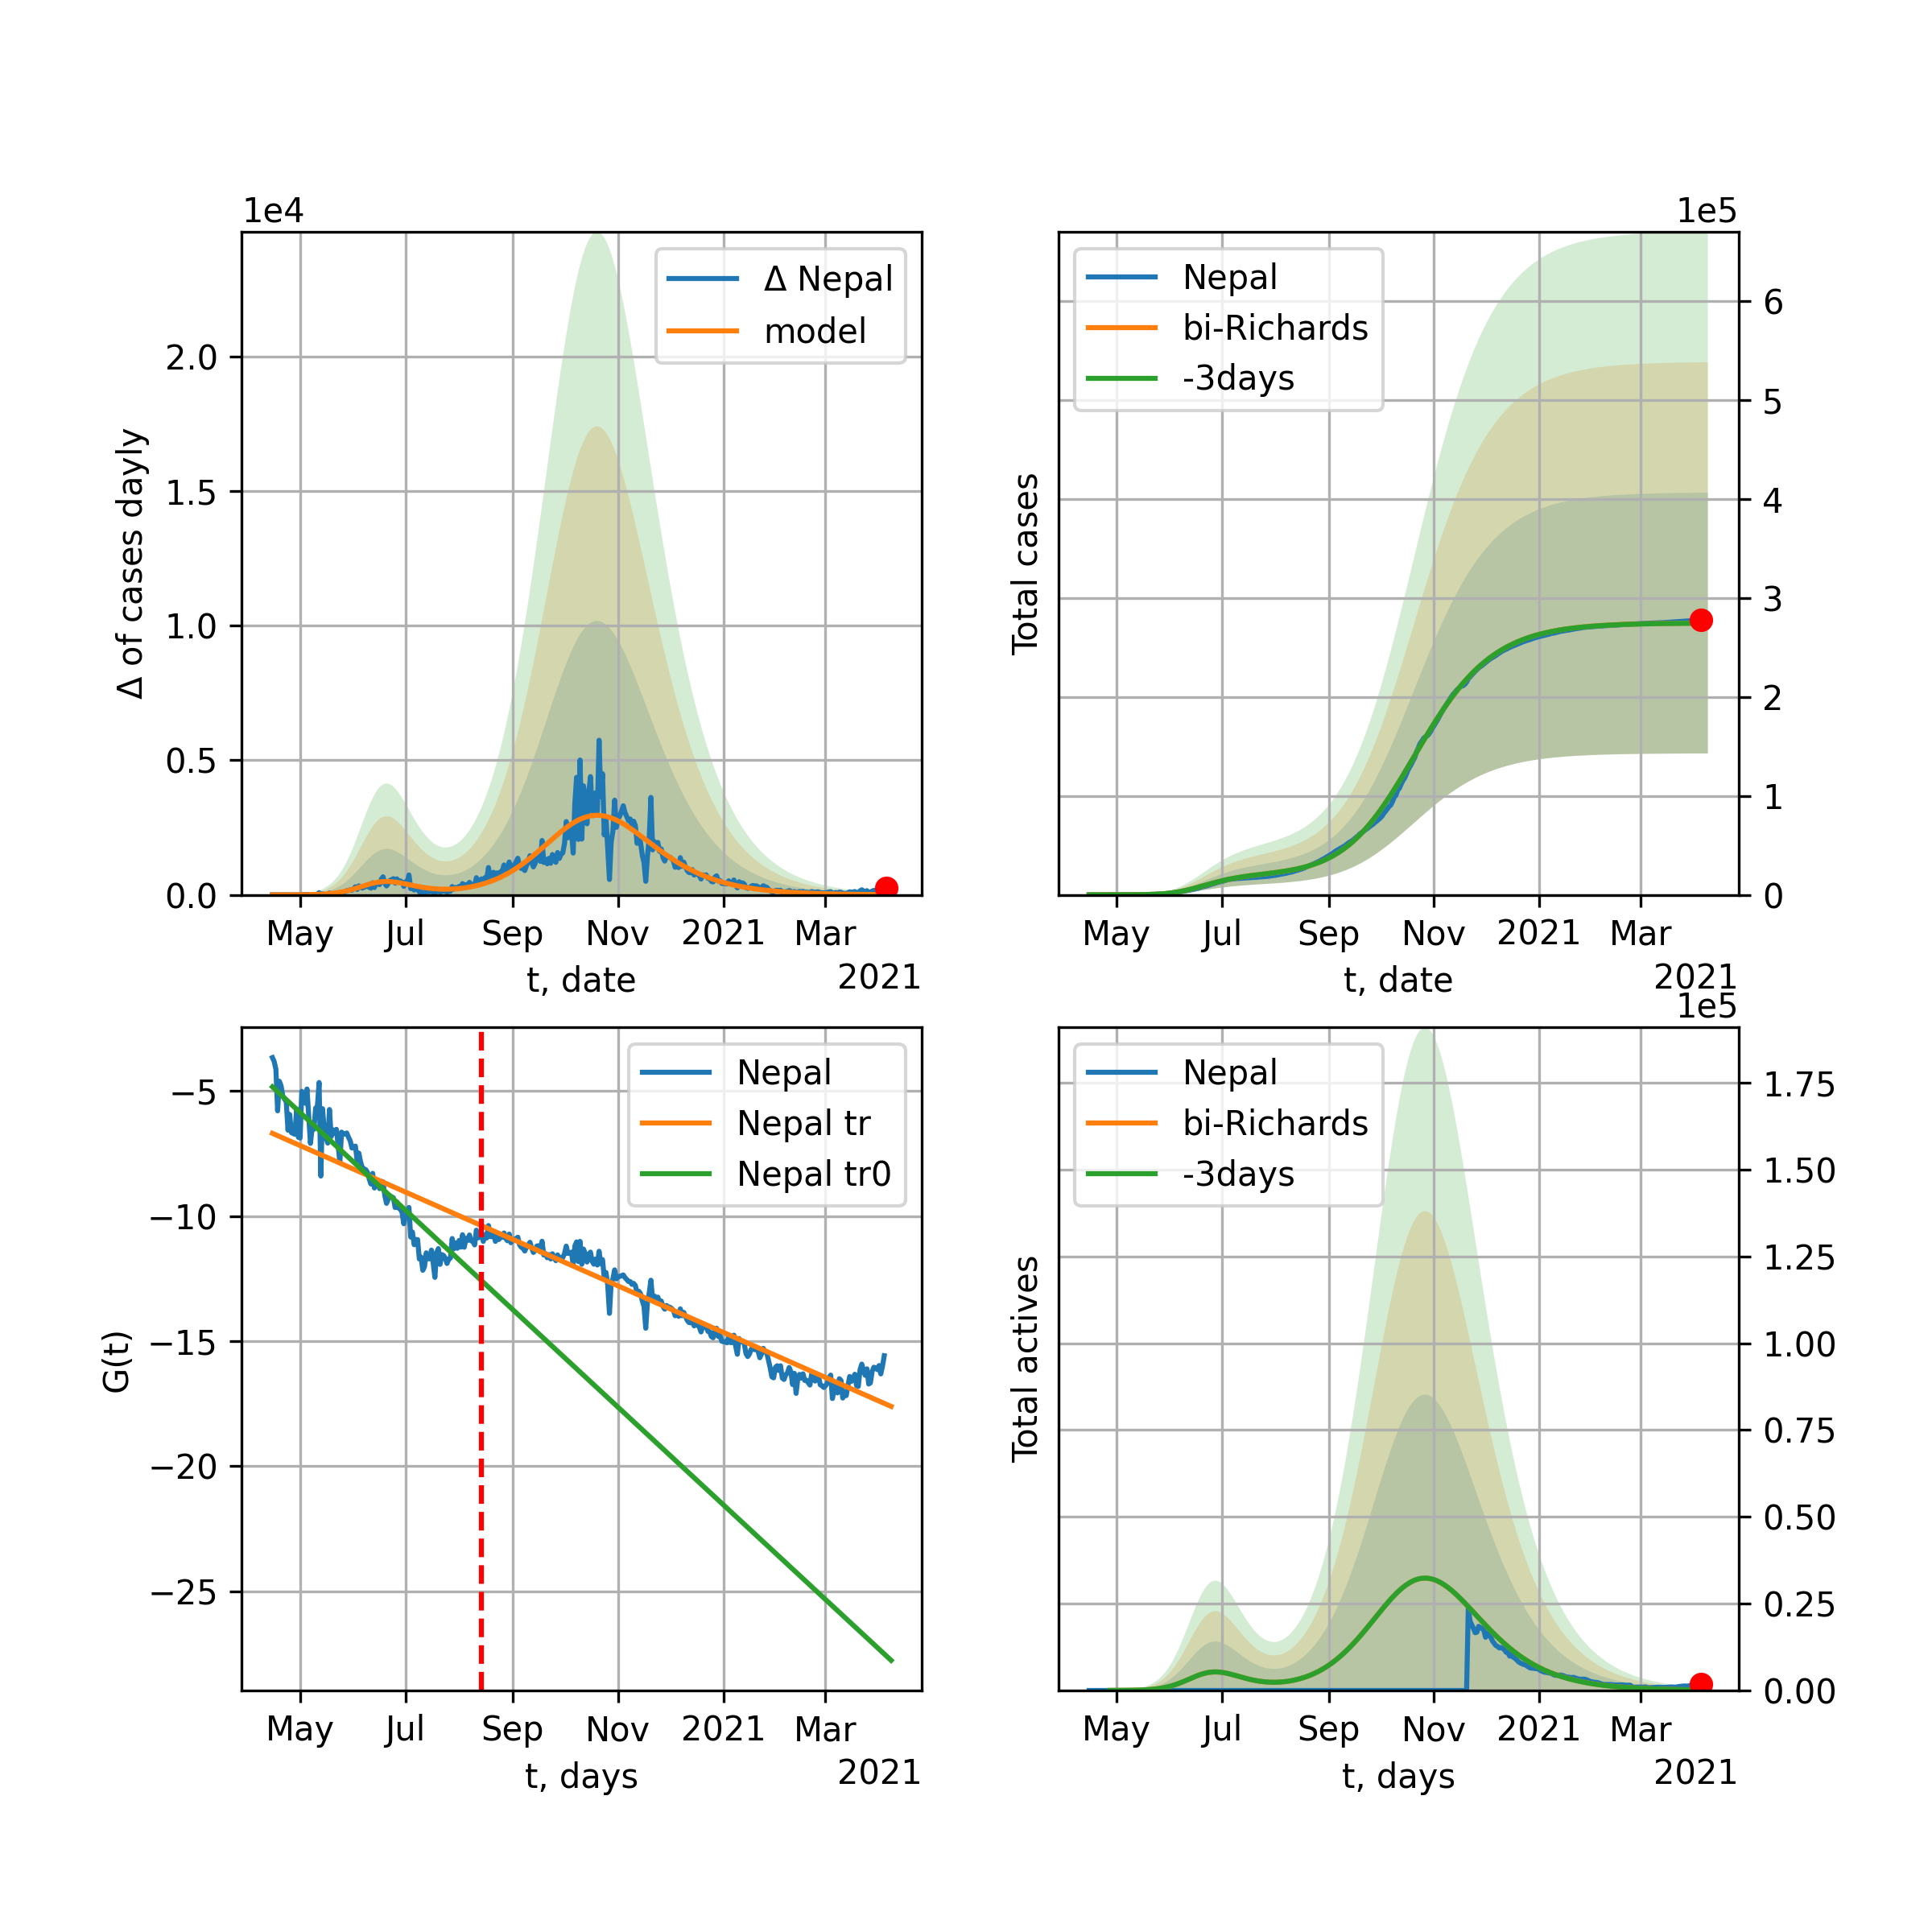 1e4
Δ of cases dayly
2.0
1.5
1.0
0.5
0.0
Δ Nepal
model
May Jul Sep Nov 2021 Mar
t, date
2021
1e5
Total cases
Nepal
bi-Richards
-3days
6
5
4
3
2
1
0
May Jul Sep Nov 2021 Mar
t, date
2021
G(t)
−5
−10
−15
−20
−25
Nepal
Nepal tr
Nepal tr0
May Jul Sep Nov 2021 Mar
t, days
2021
1e5
Total actives
Nepal
bi-Richards
-3days
1.75
1.50
1.25
1.00
0.75
0.50
0.25
0.00
May Jul Sep Nov 2021 Mar
t, days
2021